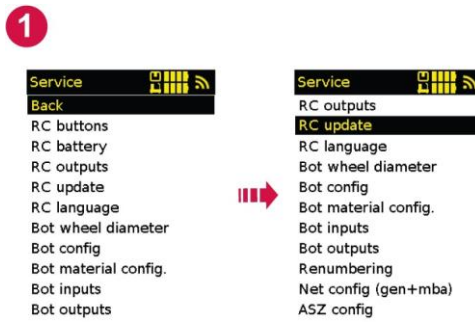 1
Service
Back
RC buttons
RC battery
RC outputs
RC update
RC language
Bot wheel diameter
Bot config
Bot material config.
Bot inputs
Bot outputs
Service
RC outputs
RC update
RC language
Bot wheel diameter
Bot config
Bot material config.
Bot inputs
Bot outputs
Renumbering
Net config (gen+mba)
ASZ config